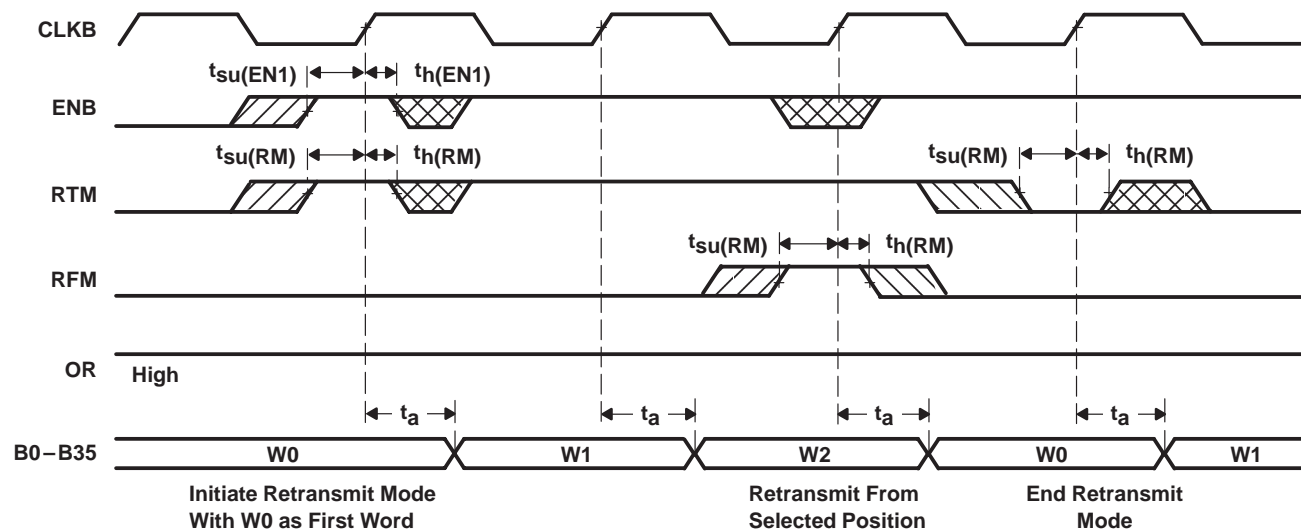 CLKB
tsu(EN1) th(EN1)
ENB
tsu(RM) th(RM) tsu(RM) th(RM)
RTM
tsu(RM) th(RM)
RFM
OR High
ta ta ta ta
B0–B35 W0 W1 W2 W0 W1
Initiate Retransmit Mode
With W0 as First Word
Retransmit From
Selected Position
End Retransmit
Mode